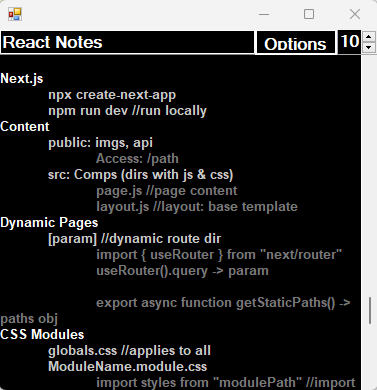 React Notes
Options
10
Next.js
npx create-next-app
npm run dev //run locally
Content
public: imgs, api
Access: /path
src: Comps (dirs with js & css)
page.js //page content
layout.js //layout: base template
Dynamic Pages
[param] //dynamic route dir
import { useRouter } from "next/router"
useRouter().query -> param
export async function getStaticPaths() ->
paths obj
CSS Modules
globals.css //applies to all
ModuleName.module.css
import styles from "modulePath" //import